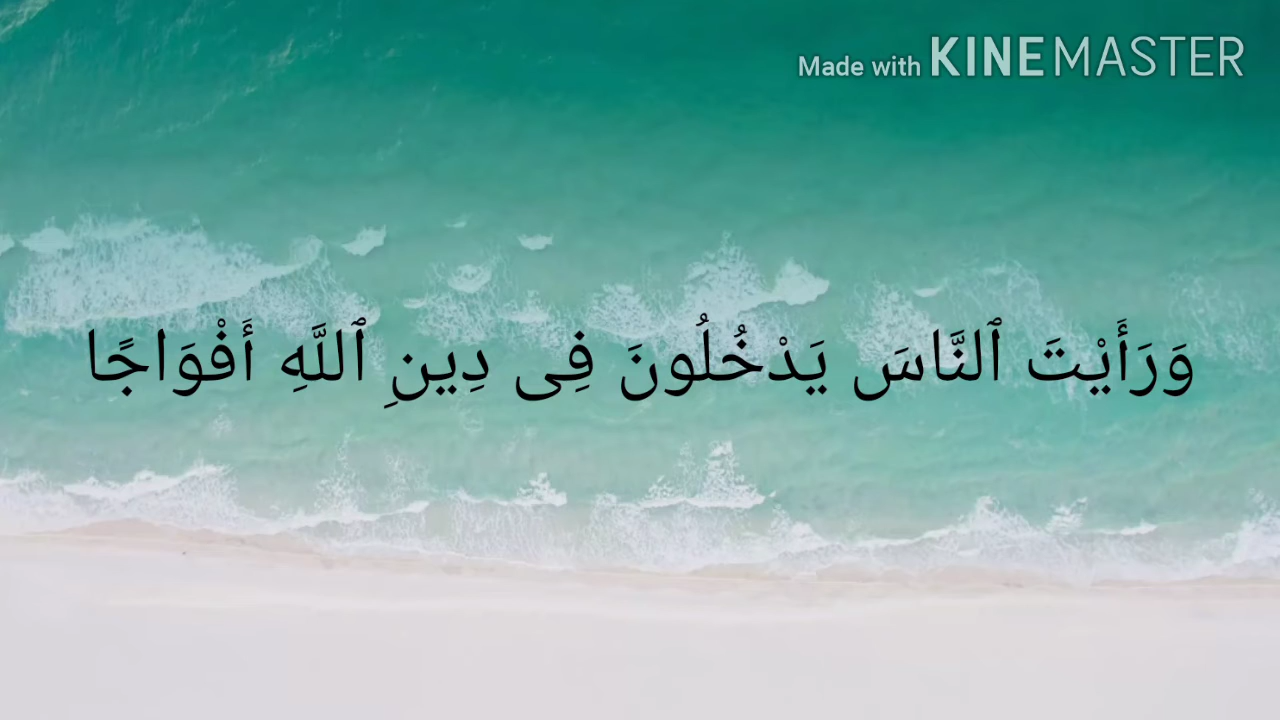 Made with KINEMASTER
وَرَأَيْتَ ٱلنَّاسَ يَدْخُلُونَ فِى دِينِ ٱللَّهِ أَفْوَاجًا